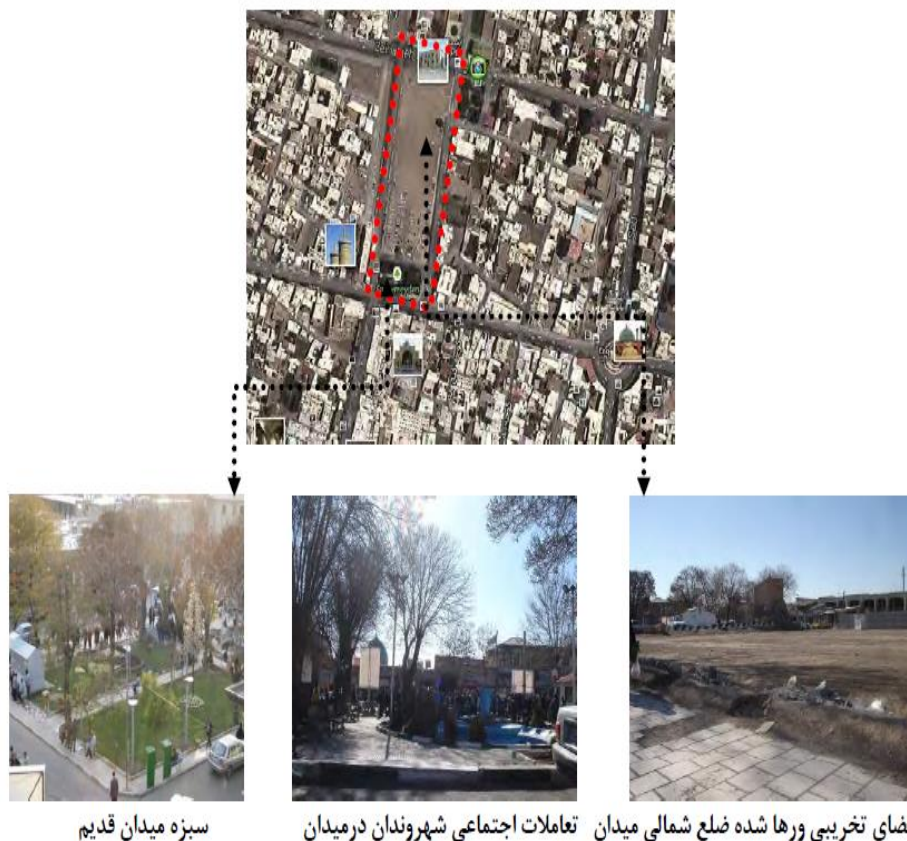 سبزه میدان قدیم
تعاملات اجتماعی شهروندان درمیدان
ضای تخریبی ورها شده ضلع شمالی میدان